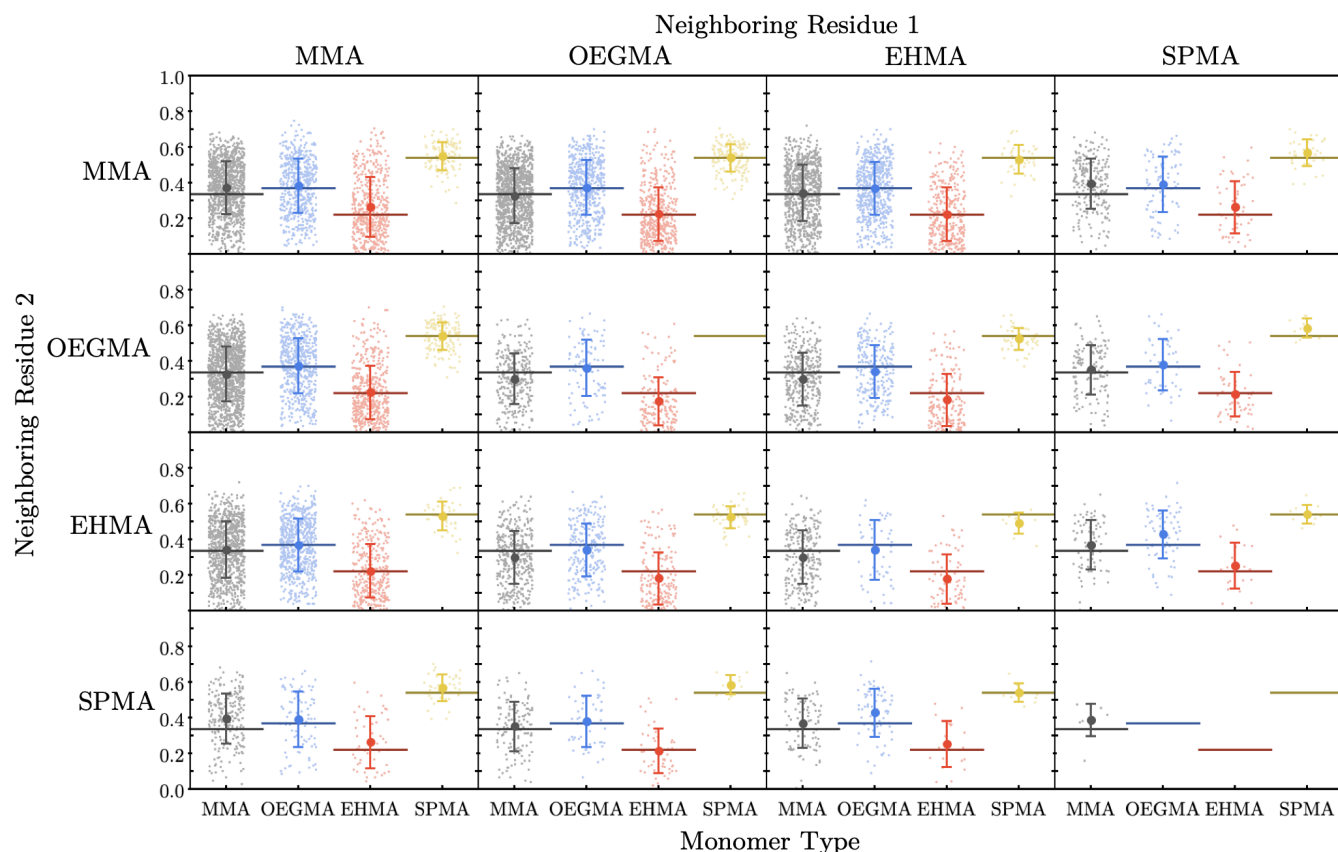 Neighboring Residue 1
MMA OEGMA EHMA SPMA
Neighboring Residue 2
MMA
1.0
0.8
0.6
0.4
0.2
OEGMA
0.8
0.6
0.4
0.2
EHMA
0.8
0.6
0.4
0.2
SPMA
0.8
0.6
0.4
0.2
0.0
MMA OEGMA EHMA SPMA MMA OEGMA EHMA SPMA MMA OEGMA EHMA SPMA MMA OEGMA EHMA SPMA
Monomer Type